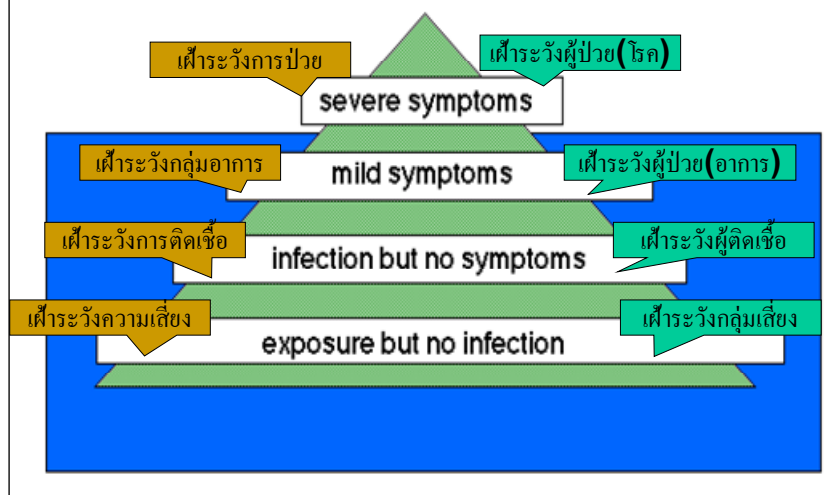 เฝ้าระวังการป่วย
เฝ้าระวังผู้ป่วย(โรค)
severe symptoms
เฝ้าระวังกลุ่มอาการ
mild symptoms
เฝ้าระวังผู้ป่วย(อาการ)
เฝ้าระวังการติดเชื้อ
infection but no symptoms
เฝ้าระวังผู้ติดเชื้อ
เฝ้าระวังความเสี่ยง
exposure but no infection
เฝ้าระวังกลุ่มเสี่ยง